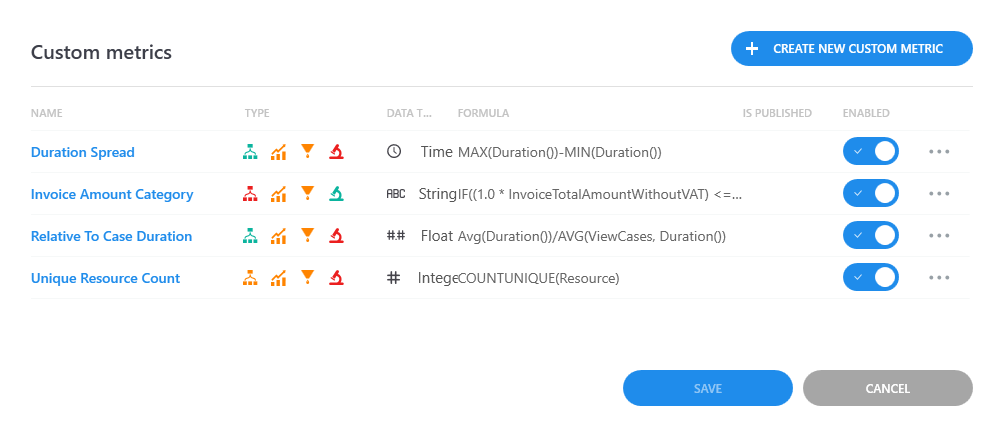 Custom metrics
CREATE NEW CUSTOM METRIC
NAME TYPE DATA T... FORMULA IS PUBLISHED ENABLED
Duration Spread Time MAX(Duration())-MIN(Duration())
Invoice Amount Category ABC String IF((1.0 * InvoiceTotalAmountWithoutVAT) <=...
Relative To Case Duration #.# Float Avg(Duration())/AVG(ViewCases, Duration())
Unique Resource Count # Intege COUNTUNIQUE(Resource)
SAVE CANCEL